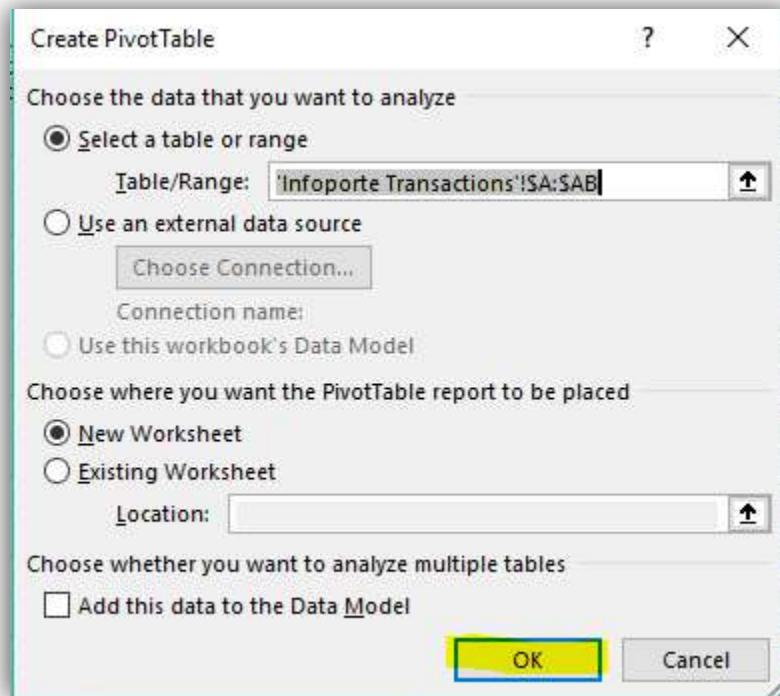 Create PivotTable ? X
Choose the data that you want to analyze
Select a table or range
Table/Range: 'Infoporte Transactions'!$A:$AB
Use an external data source
Choose Connection...
Connection name:
Use this workbook's Data Model
Choose where you want the PivotTable report to be placed
New Worksheet
Existing Worksheet
Location:
Choose whether you want to analyze multiple tables
Add this data to the Data Model
OK Cancel